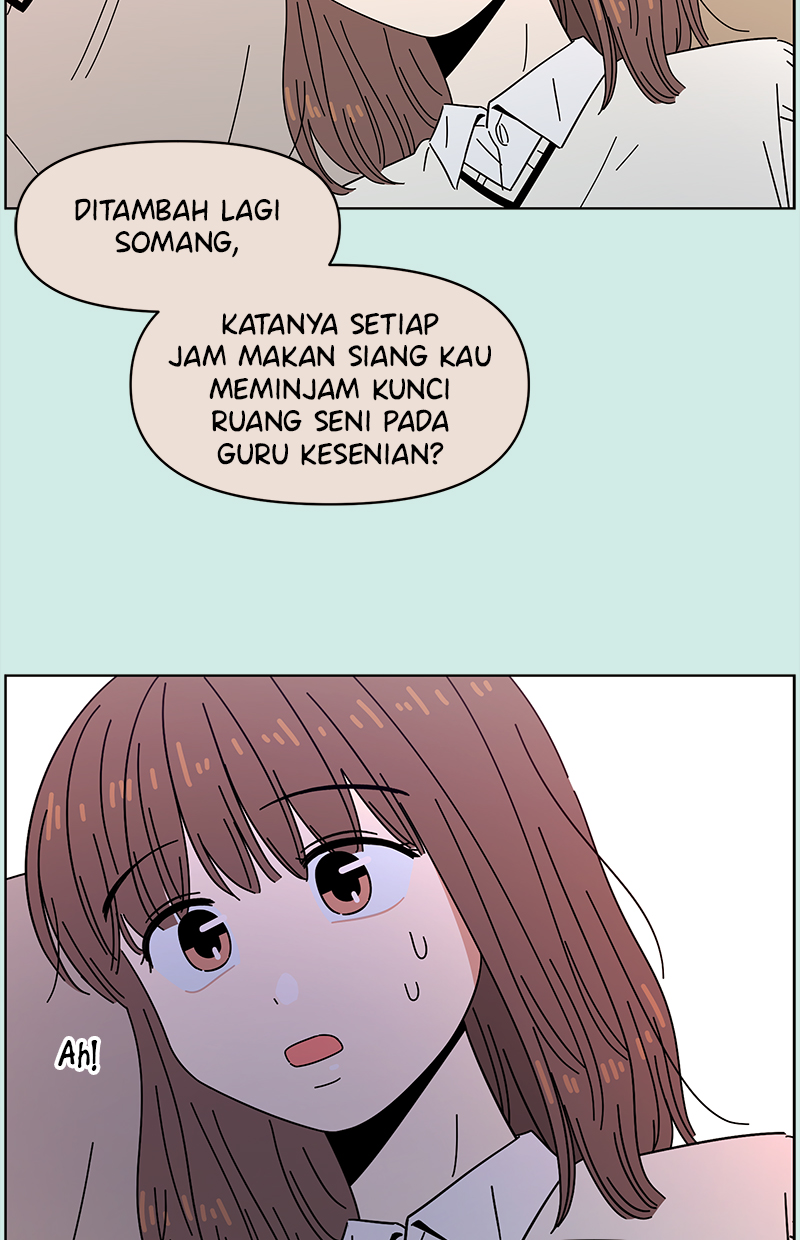 DITAMBAH LAGI
SOMANG,
KATANYA SETIAP
JAM MAKAN SIANG KAU
MEMINJAM KUNCI
RUANG SENI PADA
GURU KESENIAN?
Ah!